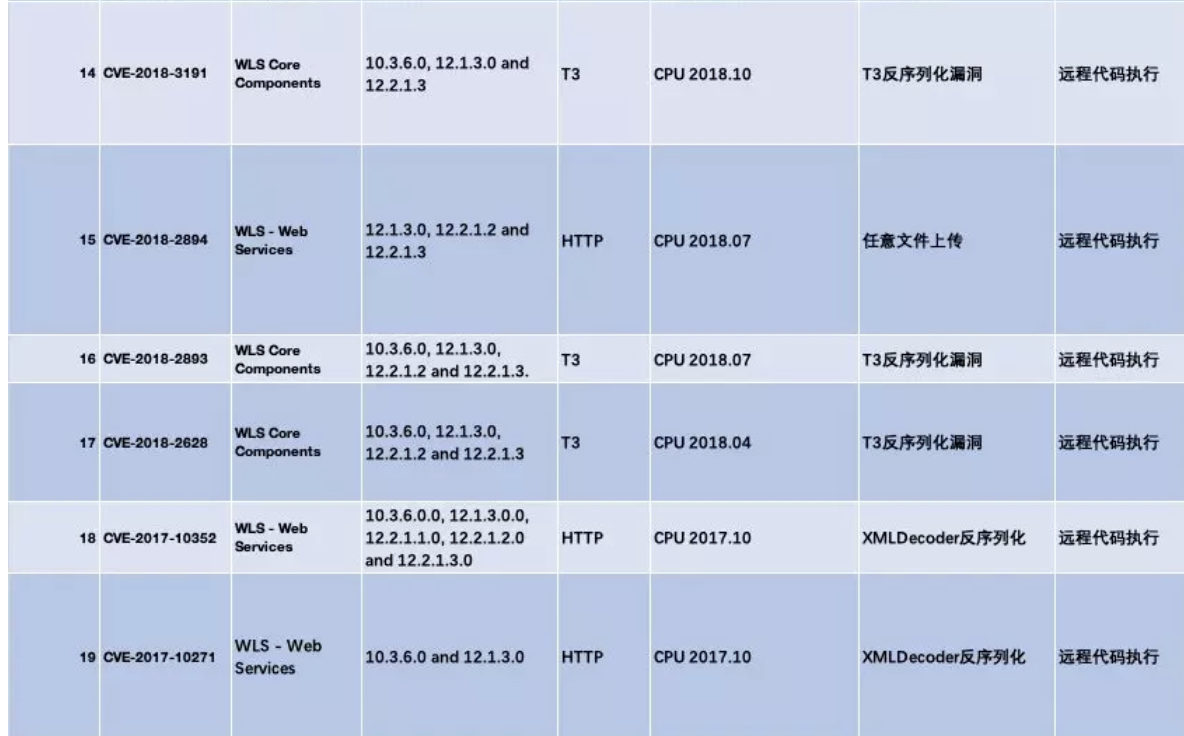 14 CVE-2018-3191 WLS Core Components 10.3.6.0, 12.1.3.0 and 12.2.1.3 T3 CPU 2018.10 T3反序列化漏洞 远程代码执行
15 CVE-2018-2894 WLS - Web Services 12.1.3.0, 12.2.1.2 and 12.2.1.3 HTTP CPU 2018.07 任意文件上传 远程代码执行
16 CVE-2018-2893 WLS Core Components 10.3.6.0, 12.1.3.0, 12.2.1.2 and 12.2.1.3. T3 CPU 2018.07 T3反序列化漏洞 远程代码执行
17 CVE-2018-2628 WLS Core Components 10.3.6.0, 12.1.3.0, 12.2.1.2 and 12.2.1.3 T3 CPU 2018.04 T3反序列化漏洞 远程代码执行
18 CVE-2017-10352 WLS - Web Services 10.3.6.0.0, 12.1.3.0.0, 12.2.1.1.0, 12.2.1.2.0 and 12.2.1.3.0 HTTP CPU 2017.10 XMLDecoder反序列化 远程代码执行
19 CVE-2017-10271 WLS - Web Services 10.3.6.0 and 12.1.3.0 HTTP CPU 2017.10 XMLDecoder反序列化 远程代码执行